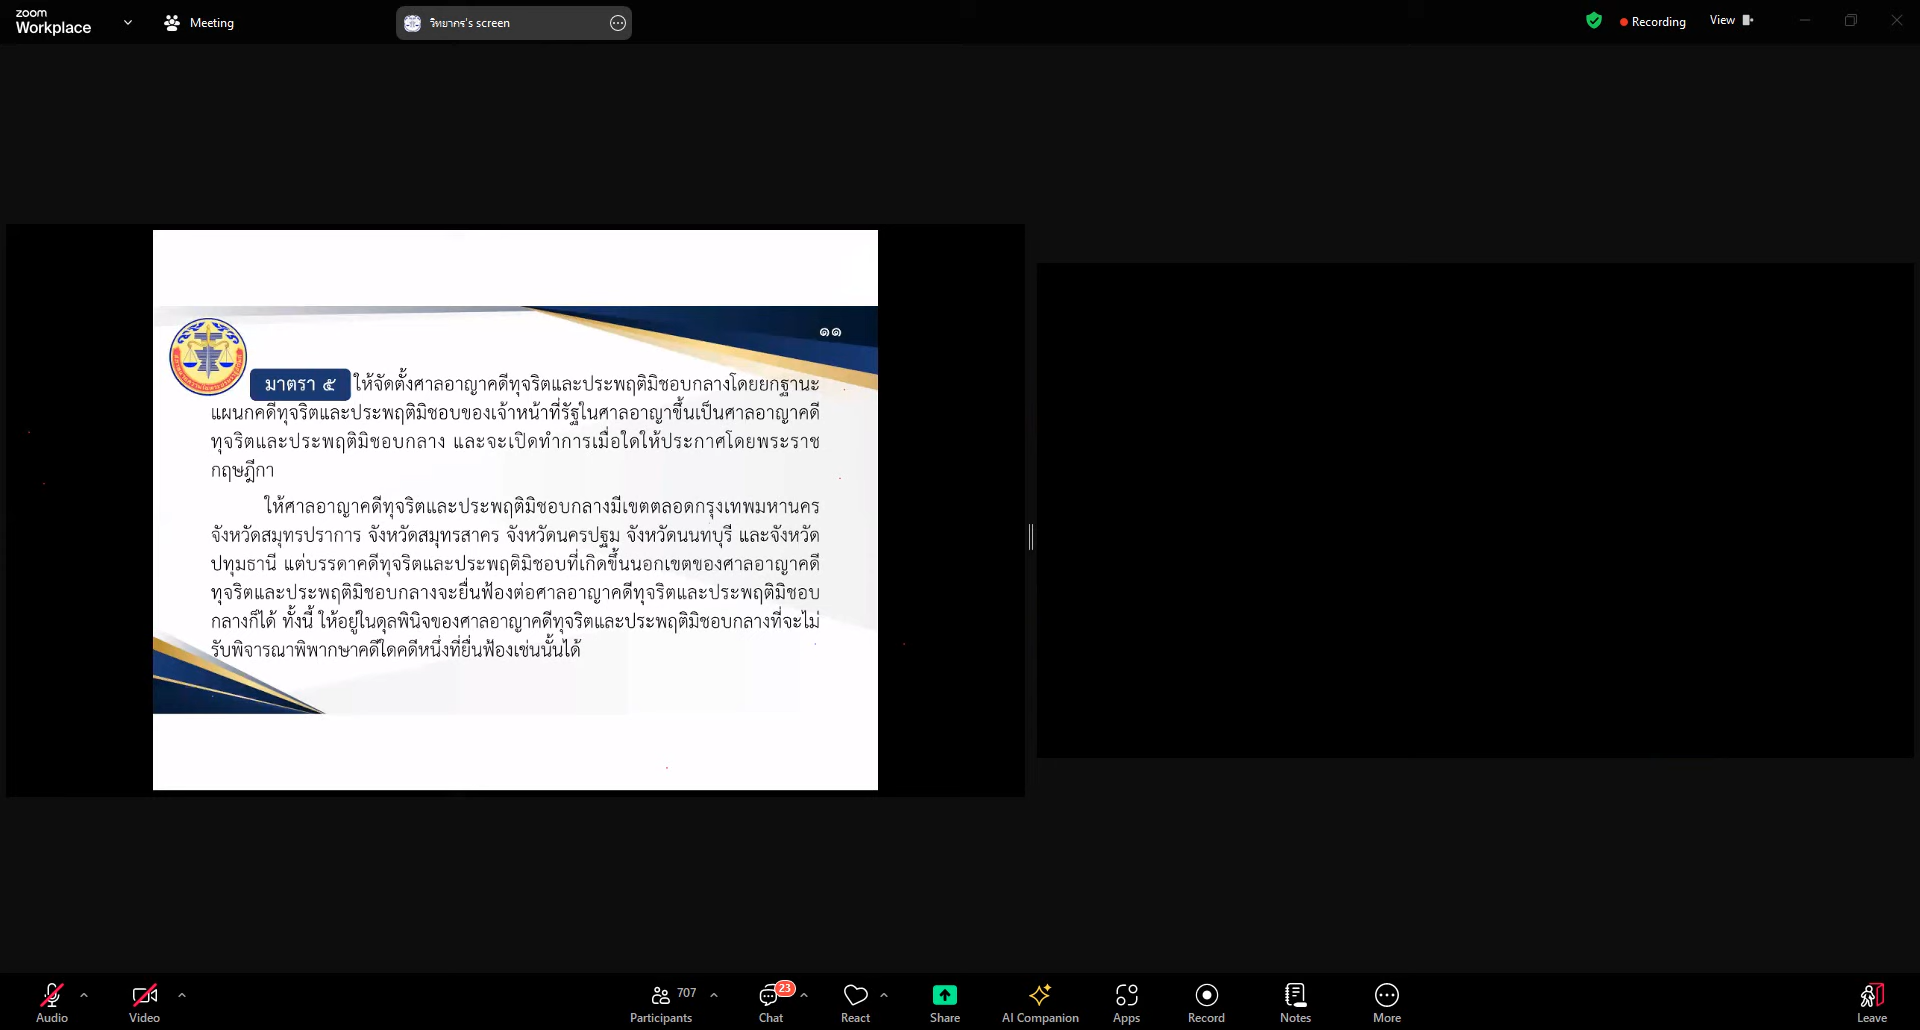 zoom
Workplace
Meeting
วิทยากร's screen
Recording
View
๑๑
มาตรา ๕ ให้จัดตั้งศาลอาญาคดีทุจริตและประพฤติมิชอบกลางโดยยกฐานะ
แผนกคดีทุจริตและประพฤติมิชอบของเจ้าหน้าที่รัฐในศาลอาญาขึ้นเป็นศาลอาญาคดี
ทุจริตและประพฤติมิชอบกลาง และจะเปิดทำการเมื่อใดให้ประกาศโดยพระราช
กฤษฎีกา
ให้ศาลอาญาคดีทุจริตและประพฤติมิชอบกลางมีเขตตลอดกรุงเทพมหานคร
จังหวัดสมุทรปราการ จังหวัดสมุทรสาคร จังหวัดนครปฐม จังหวัดนนทบุรี และจังหวัด
ปทุมธานี แต่บรรดาคดีทุจริตและประพฤติมิชอบที่เกิดขึ้นนอกเขตของศาลอาญาคดี
ทุจริตและประพฤติมิชอบกลางจะยื่นฟ้องต่อศาลอาญาคดีทุจริตและประพฤติมิชอบ
กลางก็ได้ ทั้งนี้ ให้อยู่ในดุลพินิจของศาลอาญาคดีทุจริตและประพฤติมิชอบกลางที่จะไม่
รับพิจารณาพิพากษาคดีใดคดีหนึ่งที่ยื่นฟ้องเช่นนั้นได้
707
23
Audio
Video
Participants
Chat
React
Share
AI Companion
Apps
Record
Notes
More
Leave